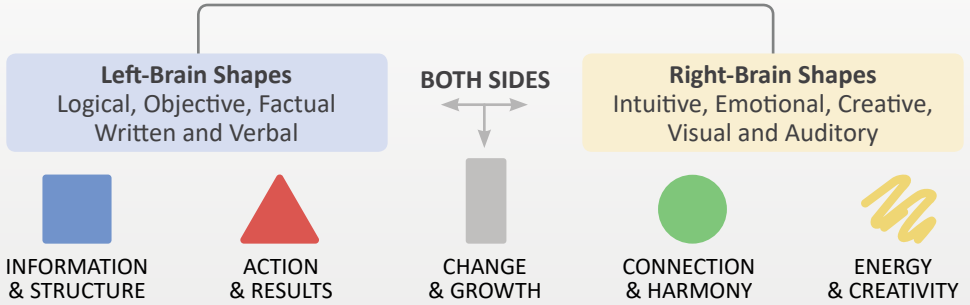 Left-Brain Shapes
Logical, Objective, Factual
Written and Verbal
BOTH SIDES
Right-Brain Shapes
Intuitive, Emotional, Creative,
Visual and Auditory
INFORMATION
& STRUCTURE
ACTION
& RESULTS
CHANGE
& GROWTH
CONNECTION
& HARMONY
ENERGY
& CREATIVITY